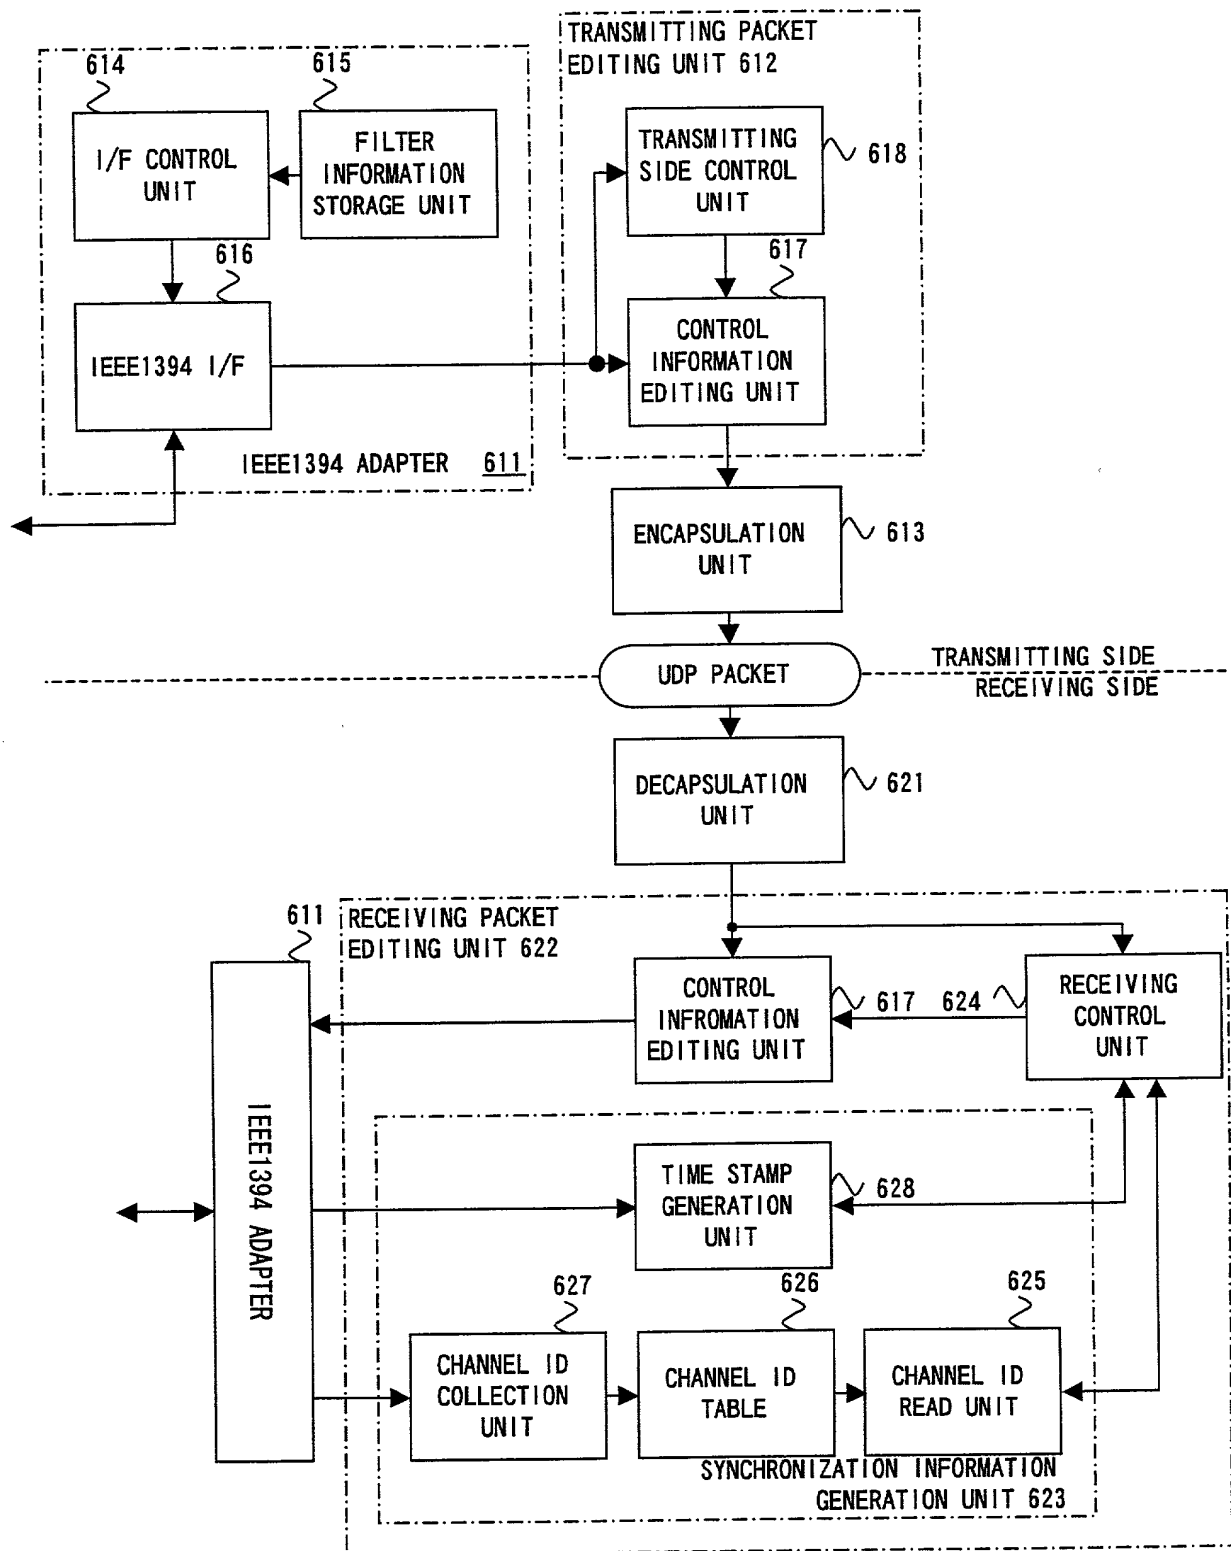 TRANSMITTING PACKET
EDITING UNIT 612
614
615
I/F CONTROL
UNIT
FILTER
INFORMATION
STORAGE UNIT
TRANSMITTING
SIDE CONTROL
UNIT
618
616
617
IEEE1394 I/F
CONTROL
INFORMATION
EDITING UNIT
IEEE1394 ADAPTER 611
ENCAPSULATION
UNIT
613
UDP PACKET
TRANSMITTING SIDE
RECEIVING SIDE
DECAPSULATION
UNIT
621
611
RECEIVING PACKET
EDITING UNIT 622
CONTROL
INFROMATION
EDITING UNIT
617
624
RECEIVING
CONTROL
UNIT
IEEE1394 ADAPTER
TIME STAMP
GENERATION
UNIT
628
627
626
625
CHANNEL ID
COLLECTION
UNIT
CHANNEL ID
TABLE
CHANNEL ID
READ UNIT
SYNCHRONIZATION INFORMATION
GENERATION UNIT 623